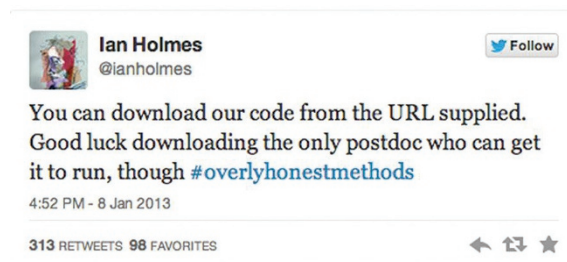 Ian Holmes
@ianholmes
Follow
You can download our code from the URL supplied.
Good luck downloading the only postdoc who can get
it to run, though #overlyhonestmethods
4:52 PM - 8 Jan 2013
313 RETWEETS 98 FAVORITES